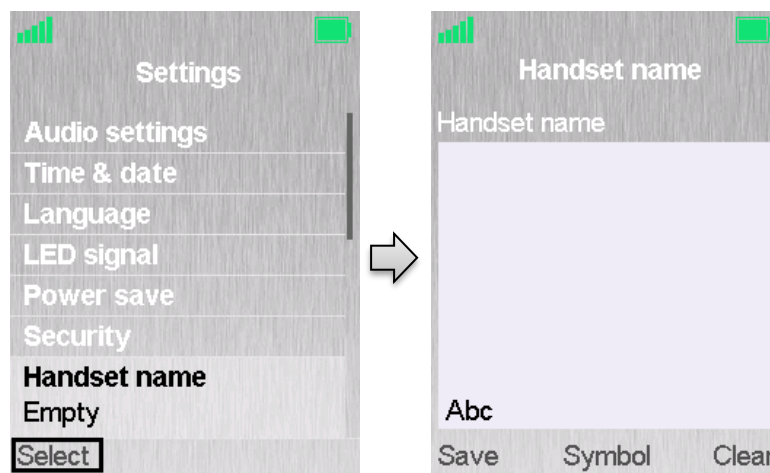 Settings
Audio settings
Time & date
Language
LED signal
Power save
Security
Handset name
Empty
Select
Handset name
Handset name
Abc
Save Symbol Clear